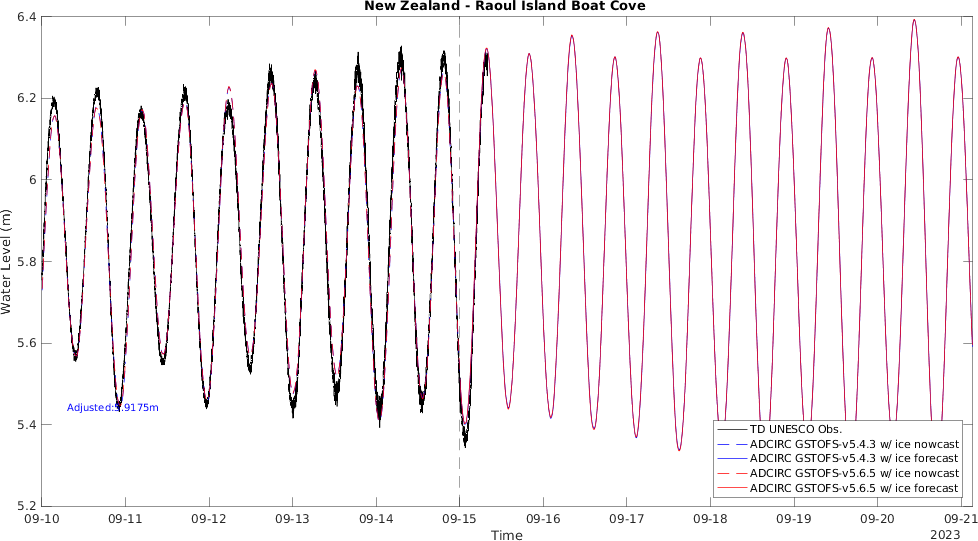 New Zealand - Raoul Island Boat Cove
6.4
6.2
6
5.8
5.6
5.4
5.2
Water Level (m)
Adjusted:5.9175m
TD UNESCO Obs.
ADCIRC GSTOFS-v5.4.3 w/ ice nowcast
ADCIRC GSTOFS-v5.4.3 w/ ice forecast
ADCIRC GSTOFS-v5.6.5 w/ ice nowcast
ADCIRC GSTOFS-v5.6.5 w/ ice forecast
09-10 09-11 09-12 09-13 09-14 09-15 09-16 09-17 09-18 09-19 09-20 09-21
Time
2023